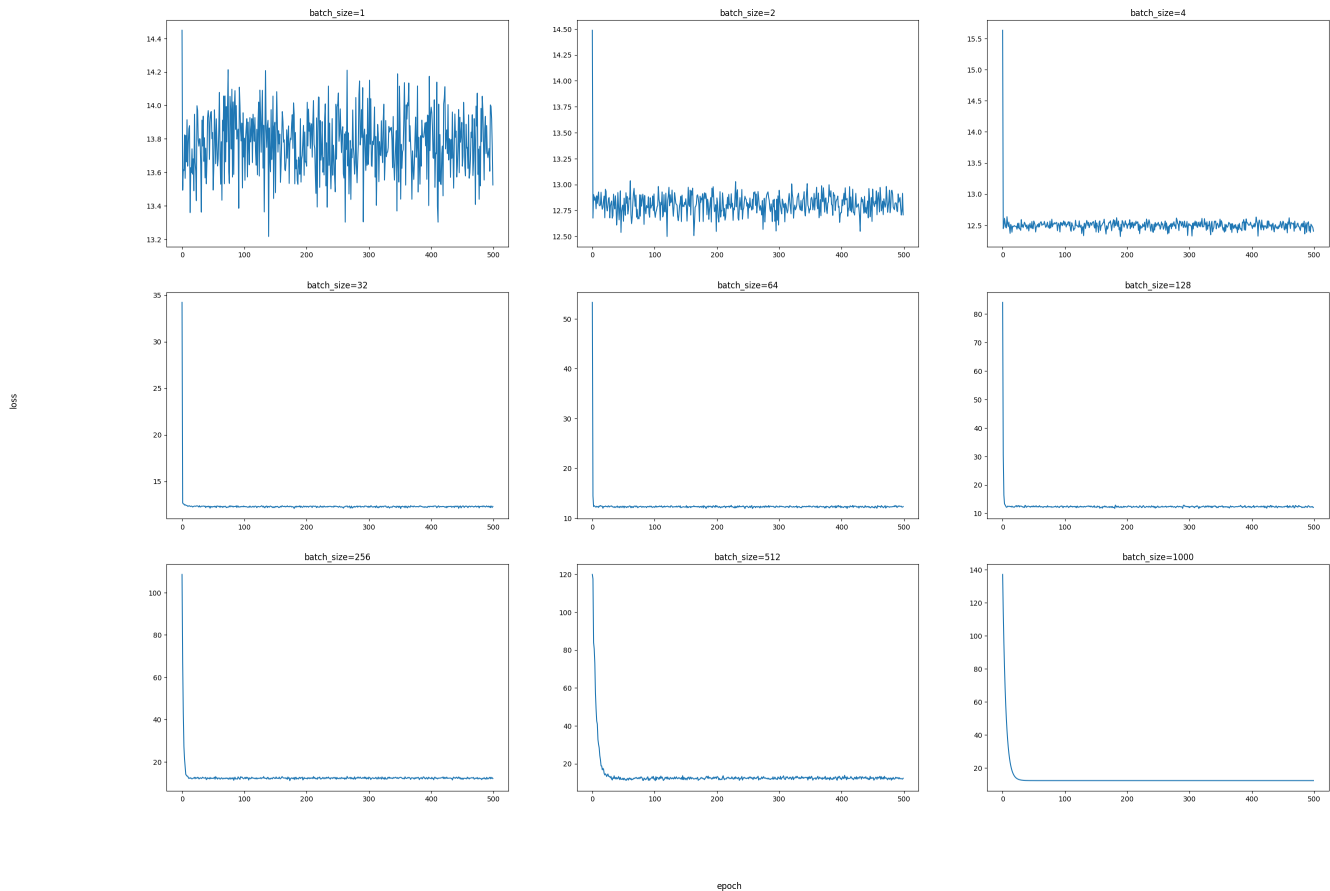 batch_size=1
14.4
14.2
14.0
13.8
13.6
13.4
13.2
0 100 200 300 400 500
batch_size=2
14.50
14.25
14.00
13.75
13.50
13.25
13.00
12.75
12.50
0 100 200 300 400 500
batch_size=4
15.5
15.0
14.5
14.0
13.5
13.0
12.5
0 100 200 300 400 500
loss
batch_size=32
35
30
25
20
15
0 100 200 300 400 500
batch_size=64
50
40
30
20
10
0 100 200 300 400 500
batch_size=128
80
70
60
50
40
30
20
10
0 100 200 300 400 500
batch_size=256
100
80
60
40
20
0 100 200 300 400 500
batch_size=512
120
100
80
60
40
20
0 100 200 300 400 500
batch_size=1000
140
120
100
80
60
40
20
0 100 200 300 400 500
epoch